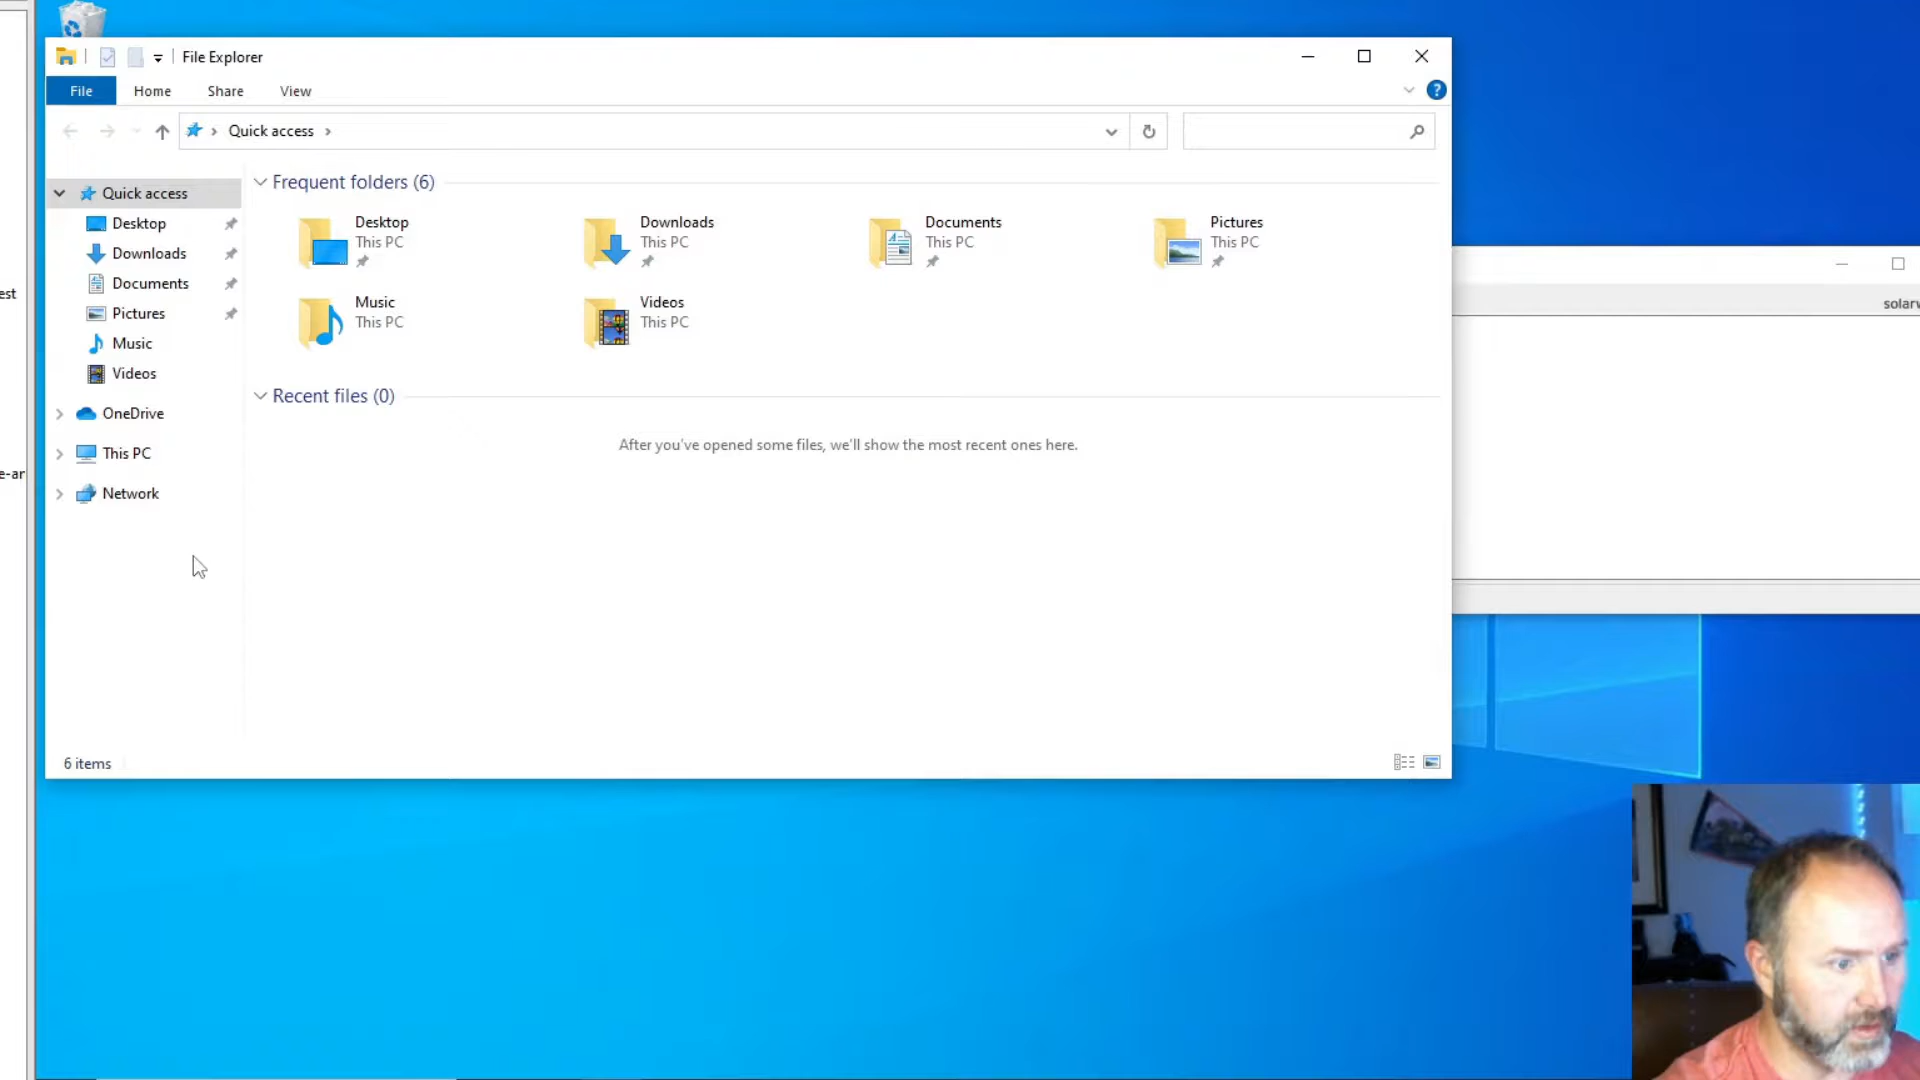 File Explorer
File Home Share View
Quick access
Quick access
Desktop
Downloads
Documents
Pictures
Music
Videos
OneDrive
This PC
Network
Frequent folders (6)
Desktop
This PC
Downloads
This PC
Documents
This PC
Pictures
This PC
Music
This PC
Videos
This PC
Recent files (0)
After you've opened some files, we'll show the most recent ones here.
6 items
est
e-ar
solarw